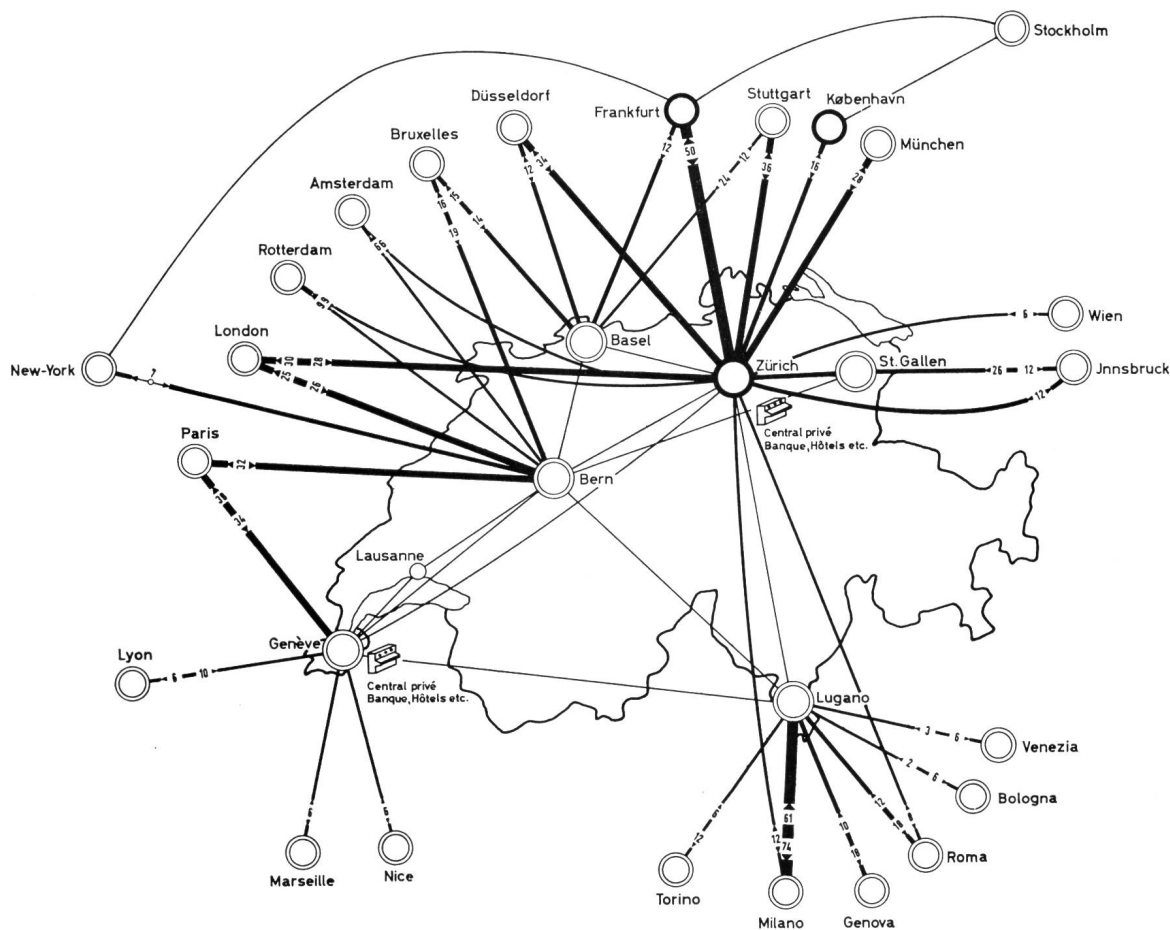 Stockholm
Düsseldorf
Frankfurt
Stuttgart
København
Bruxelles
München
Amsterdam
Rotterdam
London
New-York
Paris
Basel
Zürich
St.Gallen
Wien
Jnnsbruck
Central privé
Banque, Hôtels etc.
Bern
Lausanne
Genève
Central privé
Banque, Hôtels etc.
Lyon
Marseille
Nice
Lugano
Venezia
Bologna
Roma
Genova
Milano
Torino
34
12
12
50
12
24
36
16
28
15
14
16
19
30
28
25
26
7
32
34
6
26
12
12
6
10
6
6
3
6
2
6
12
18
10
18
61
74
12